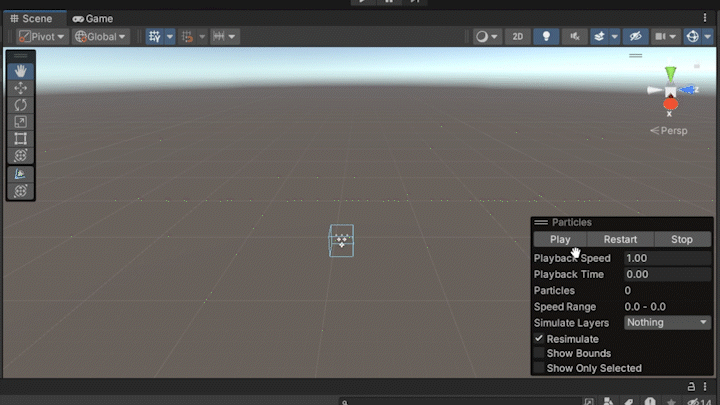 Scene Game
Pivot Global 2D
Y
x z
Persp
Particles
Play Restart Stop
Playback Speed 1.00
Playback Time 0.00
Particles 0
Speed Range 0.0 - 0.0
Simulate Layers Nothing
Resimulate
Show Bounds
Show Only Selected
14